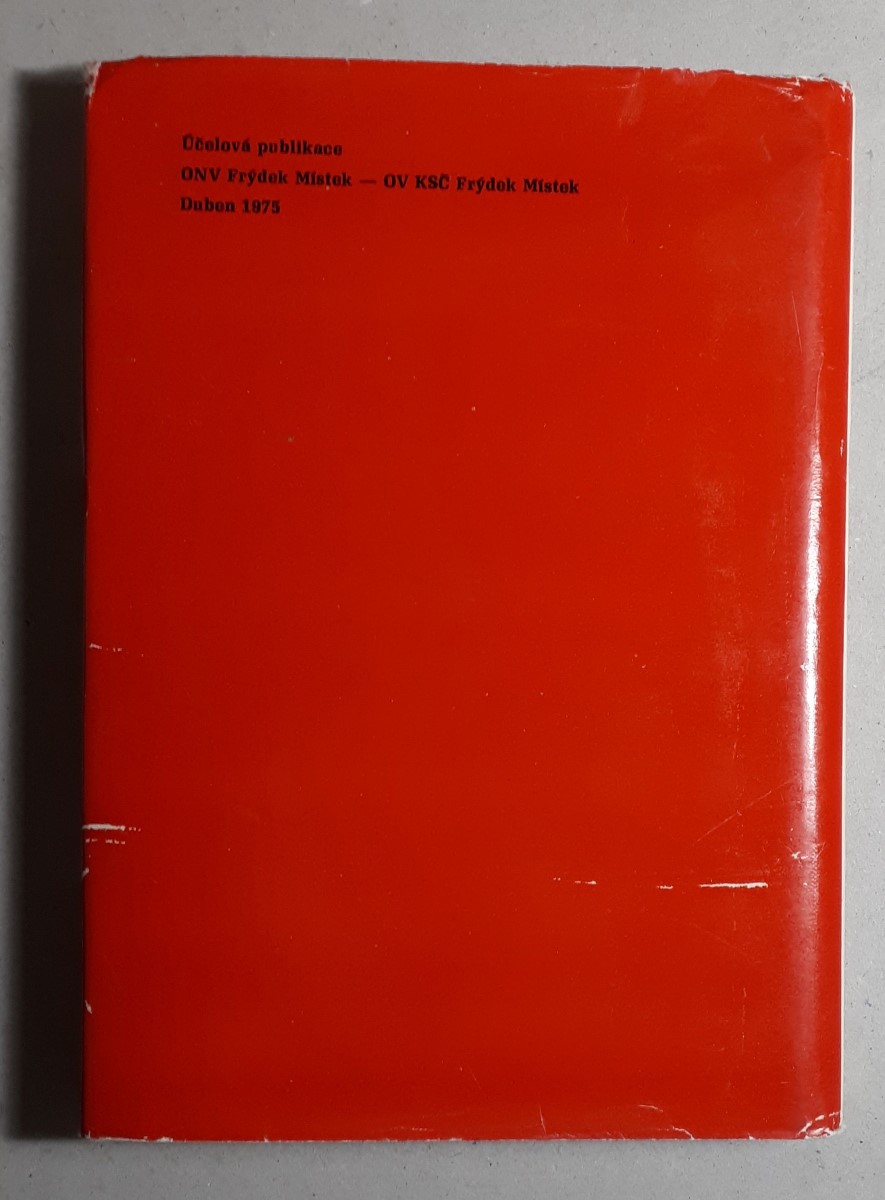 Účelová publikace
ONV Frýdek Místek — OV KSČ Frýdek Místek
Duben 1975